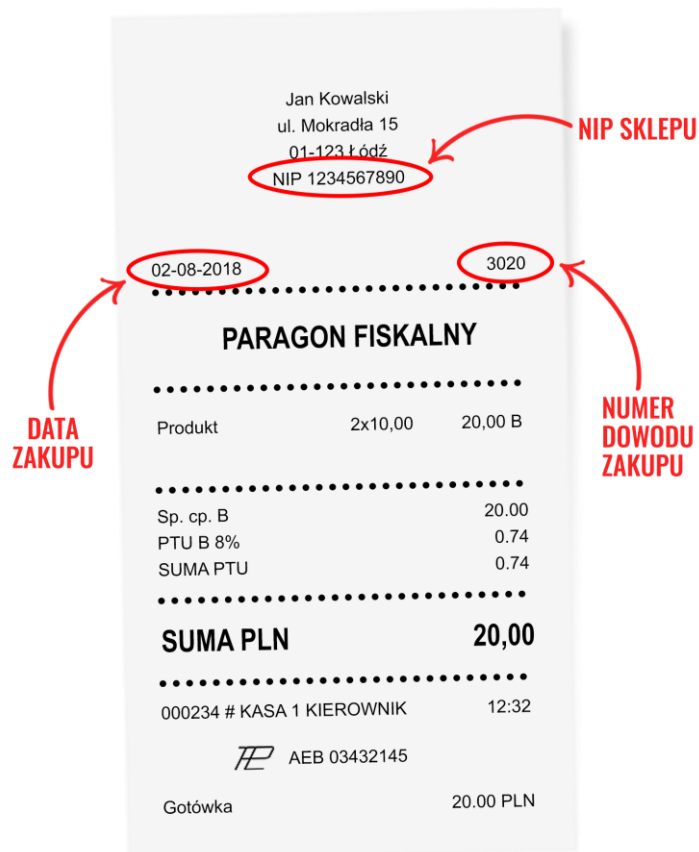 Jan Kowalski
ul. Mokradła 15
01-123 Łódź
NIP 1234567890
NIP SKLEPU
02-08-2018 3020
PARAGON FISKALNY
Produkt 2x10,00 20,00 B
DATA
ZAKUPU
NUMER
DOWODU
ZAKUPU
Sp. cp. B 20.00
PTU B 8% 0.74
SUMA PTU 0.74
SUMA PLN 20,00
000234 # KASA 1 KIEROWNIK 12:32
AEB 03432145
Gotówka 20.00 PLN